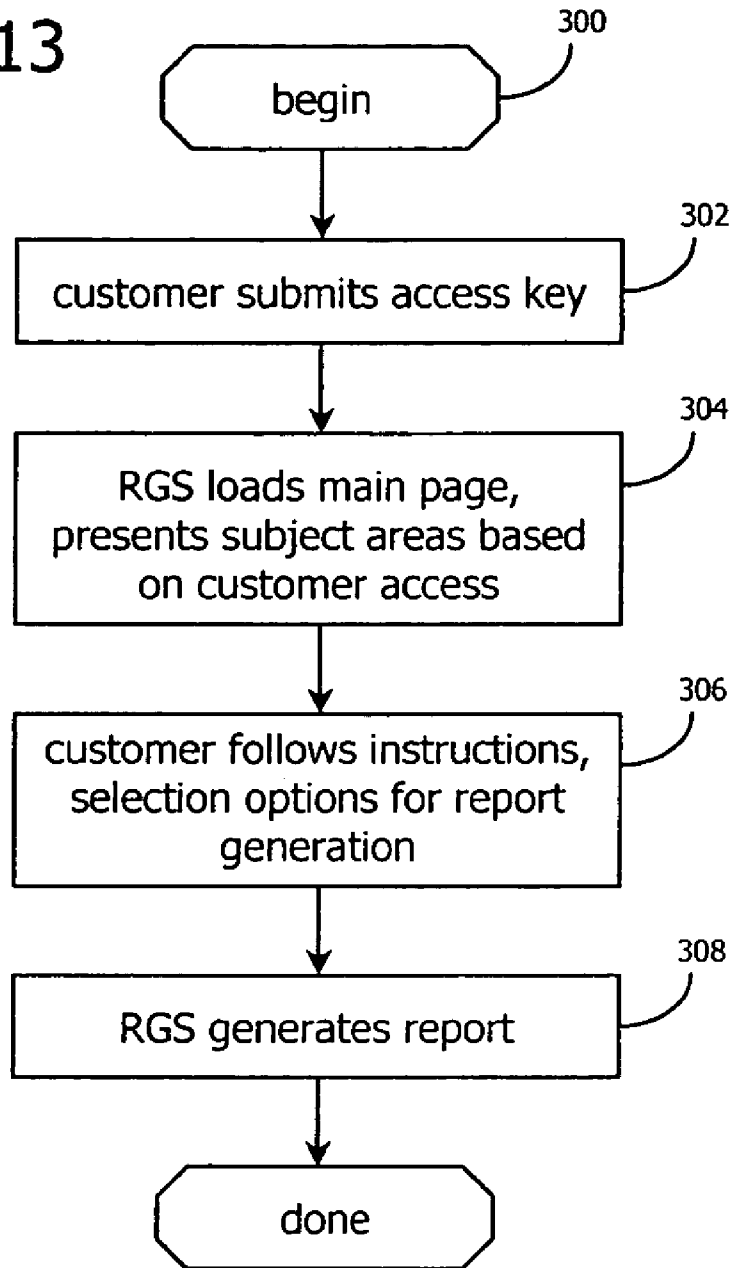 13
300
begin
302
customer submits access key
304
RGS loads main page,
presents subject areas based
on customer access
306
customer follows instructions,
selection options for report
generation
308
RGS generates report
done